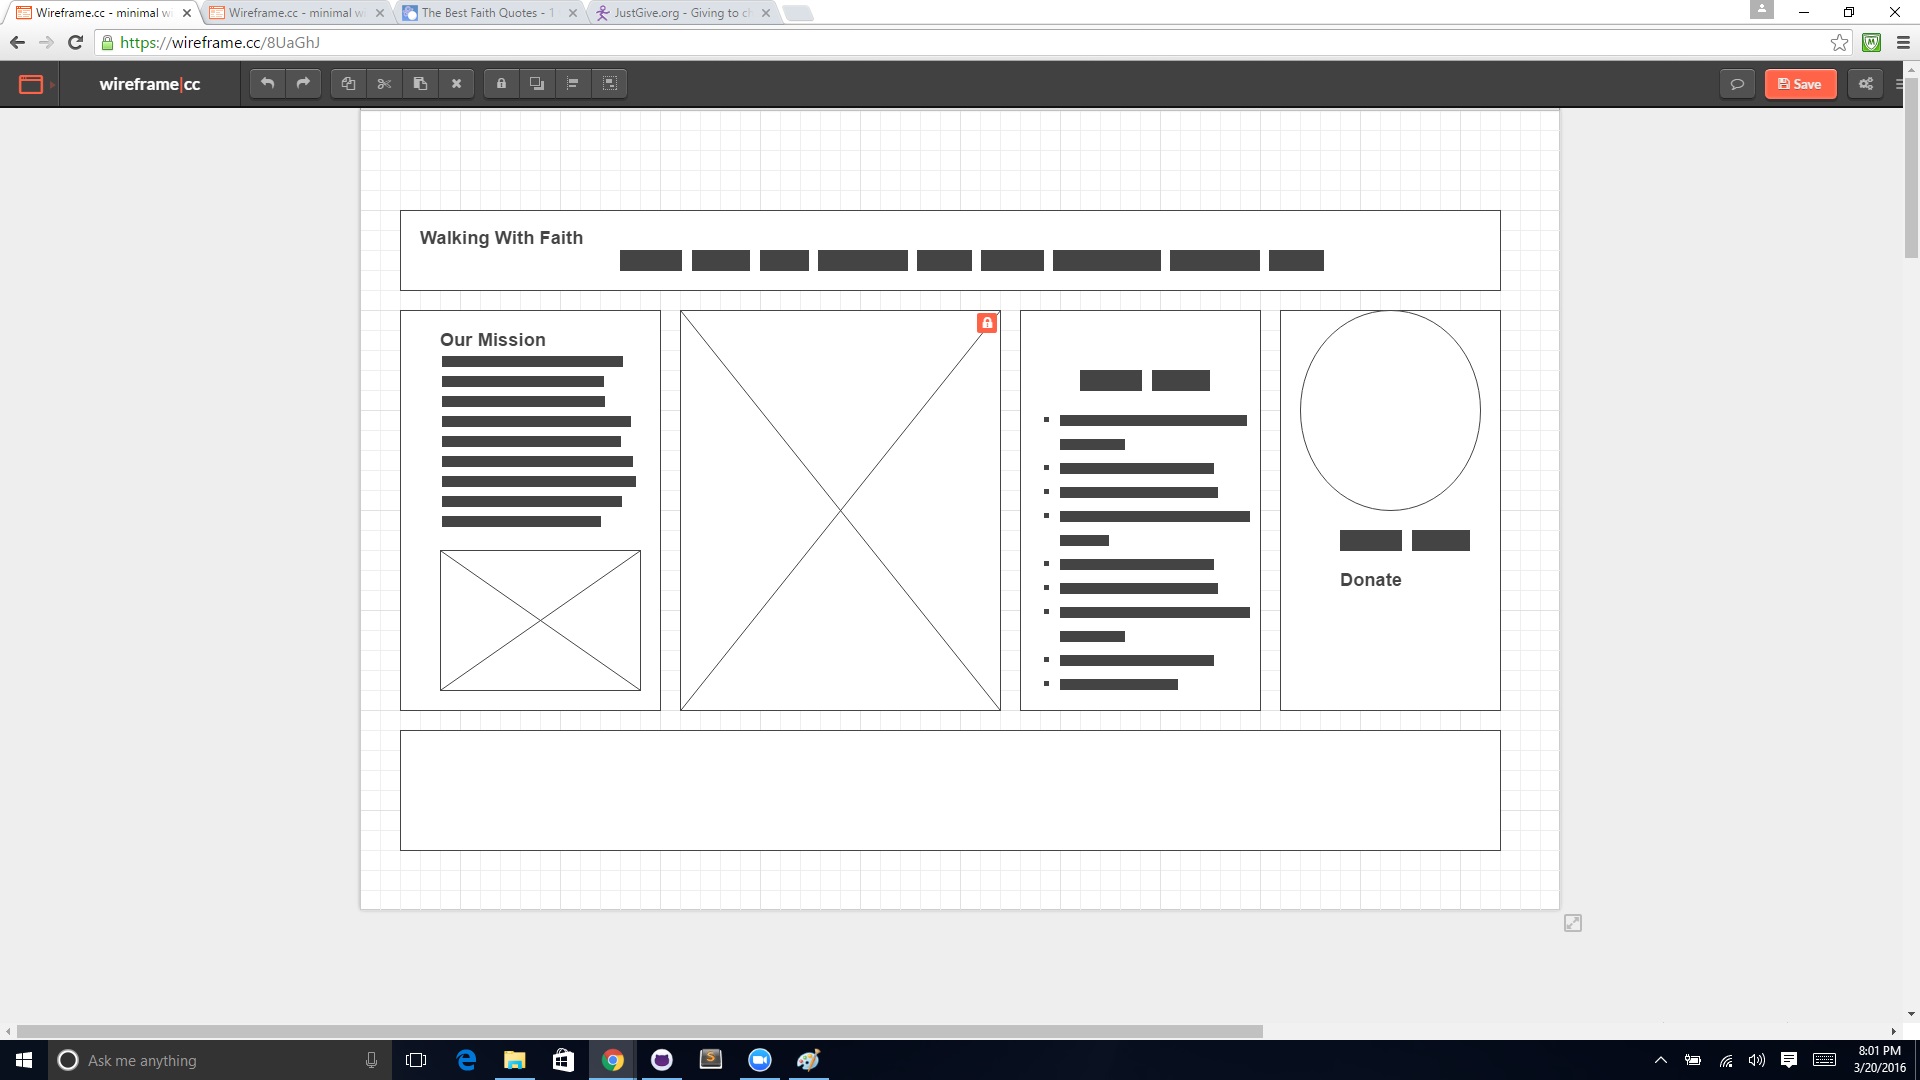 Wireframe.cc - minimal w
Wireframe.cc - minimal w
The Best Faith Quotes - 1
JustGive.org - Giving to c
https://wireframe.cc/8UaGhJ
wireframe|cc
Save
Walking With Faith
Our Mission
Donate
Ask me anything
8:01 PM
3/20/2016